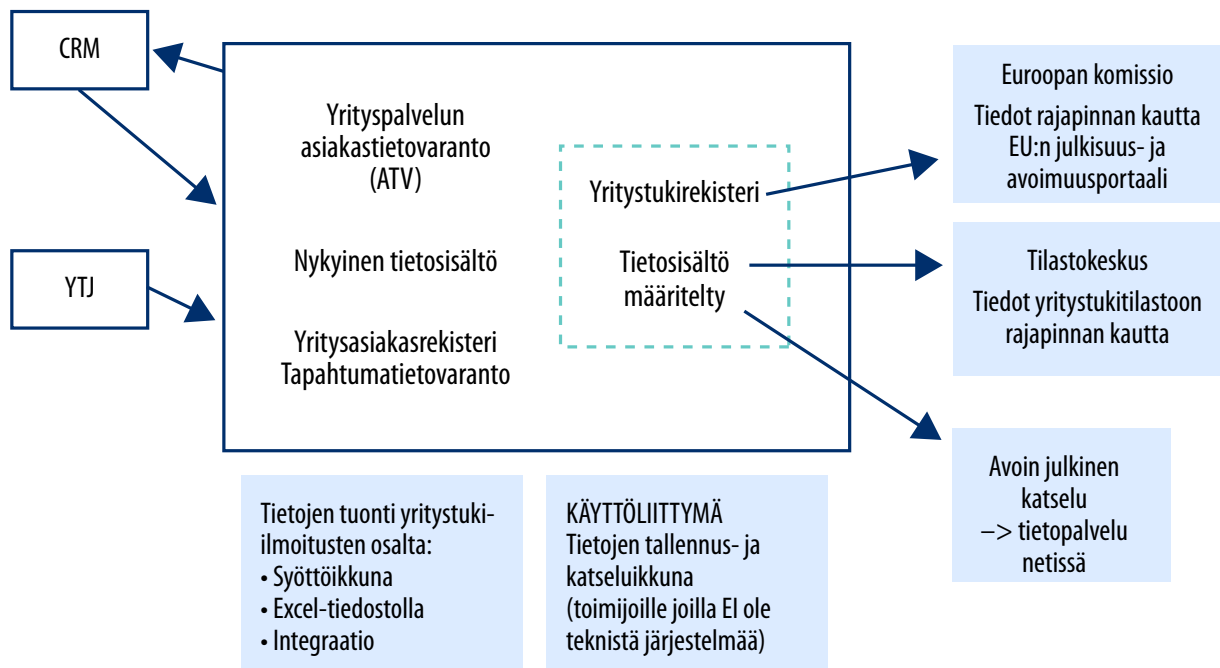 CRM
YTJ
Yrityspalvelun
asiakastietovaranto
(ATV)
Nykyinen tietosisältö
Yritysasiakasrekisteri
Tapahtumatietovaranto
Yritystukirekisteri
Tietosisältö
määritelty
Euroopan komissio
Tiedot rajapinnan kautta
EU:n julkisuus- ja
avoimuusportaali
Tilastokeskus
Tiedot yritystukitilastoon
rajapinnan kautta
Avoin julkinen
katselu
–> tietopalvelu
netissä
Tietojen tuonti yritystuki-
ilmoitusten osalta:
• Syöttöikkuna
• Excel-tiedostolla
• Integraatio
KÄYTTÖLIITTYMÄ
Tietojen tallennus- ja
katseluikkuna
(toimijoille joilla EI ole
teknistä järjestelmää)